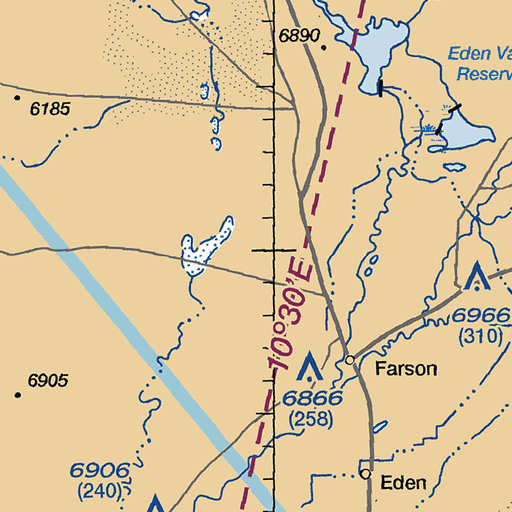 6890
Eden Va
Reserv
6185
10°30'E
6966
(310)
Farson
6866
(258)
6905
6906
(240)
Eden